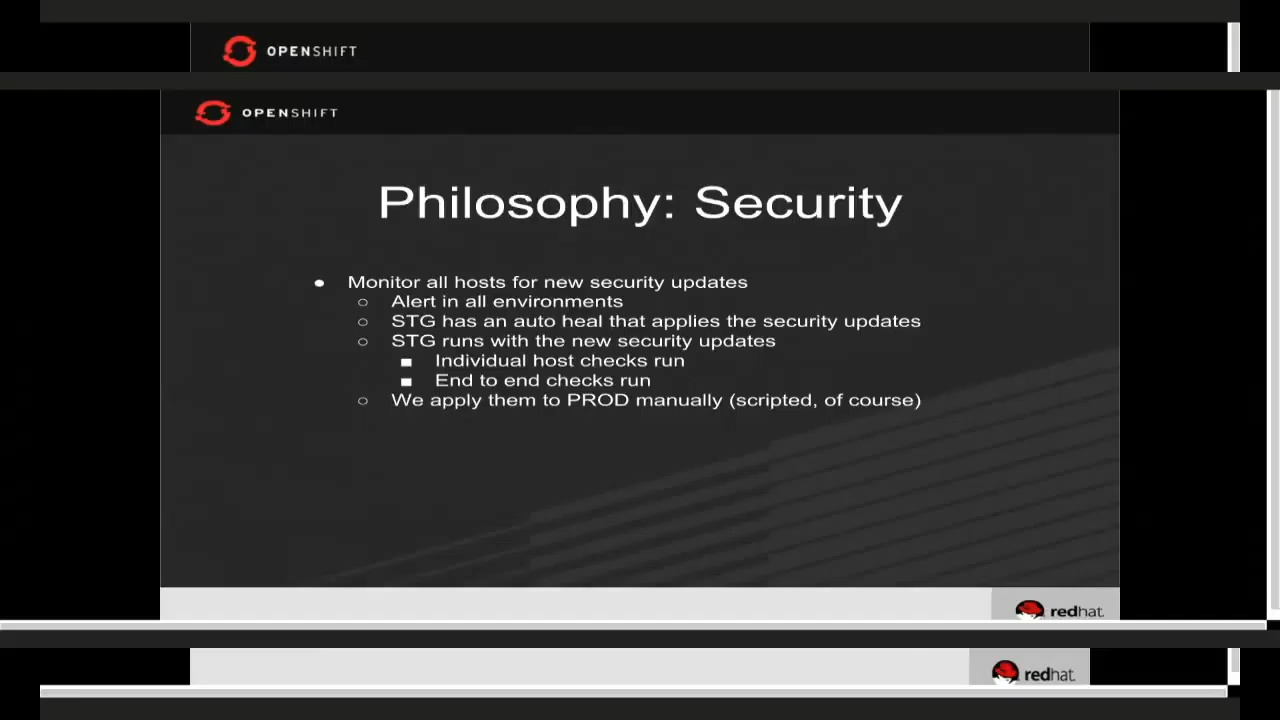 OPENSHIFT
OPENSHIFT
Philosophy: Security
● Monitor all hosts for new security updates
○ Alert in all environments
○ STG has an auto heal that applies the security updates
○ STG runs with the new security updates
■ Individual host checks run
■ End to end checks run
○ We apply them to PROD manually (scripted, of course)
redhat.
redhat.